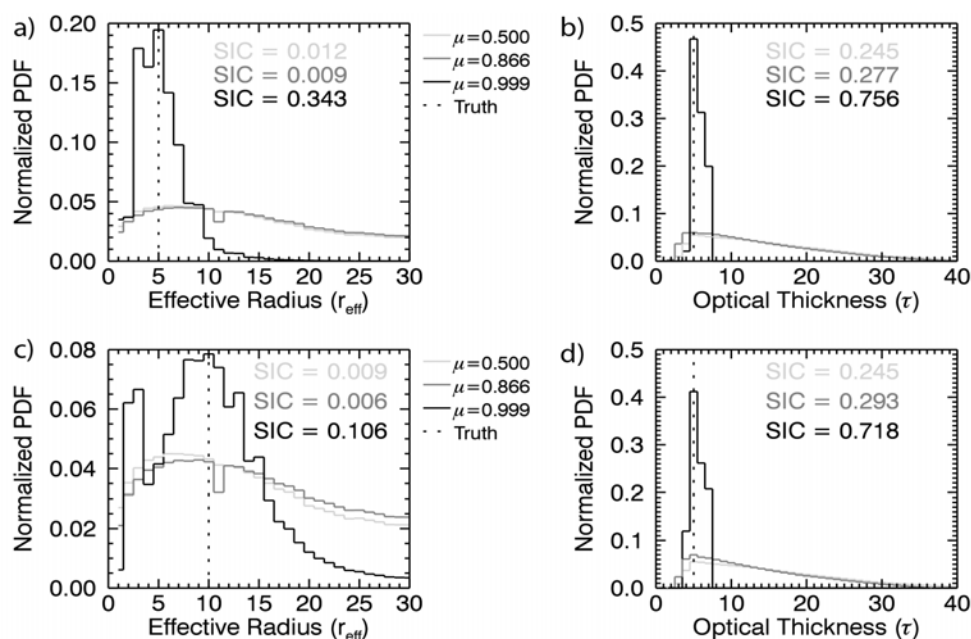 a)
0.20
0.15
0.10
0.05
0.00
Normalized PDF
SIC = 0.012
SIC = 0.009
SIC = 0.343
0 5 10 15 20 25 30
Effective Radius (r_eff)
μ=0.500
μ=0.866
μ=0.999
Truth
b)
0.5
0.4
0.3
0.2
0.1
0.0
Normalized PDF
SIC = 0.245
SIC = 0.277
SIC = 0.756
0 10 20 30 40
Optical Thickness (τ)
c)
0.08
0.06
0.04
0.02
0.00
Normalized PDF
SIC = 0.009
SIC = 0.006
SIC = 0.106
0 5 10 15 20 25 30
Effective Radius (r_eff)
μ=0.500
μ=0.866
μ=0.999
Truth
d)
0.5
0.4
0.3
0.2
0.1
0.0
Normalized PDF
SIC = 0.245
SIC = 0.293
SIC = 0.718
0 10 20 30 40
Optical Thickness (τ)